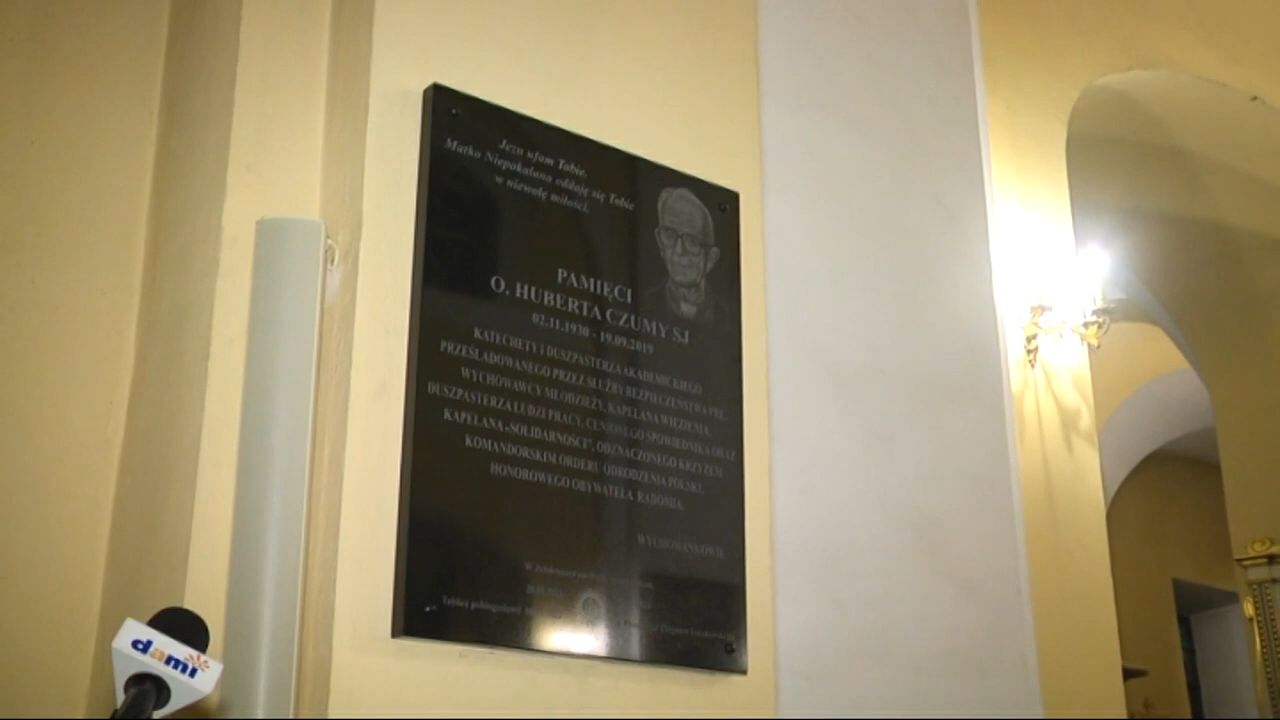 Jezu ufam Tobie.
Matko Niepokalana oddaję się Tobie
w niewolę miłości.
PAMIĘCI
O. HUBERTA CZUMY SJ
02.11.1930 - 19.09.2019
KATECHETY I DUSZPASTERZA AKADEMICKIEGO
PRZEŚLADOWANEGO PRZEZ SŁUŻBY BEZPIECZEŃSTWA PRL,
WYCHOWAWCY MŁODZIEŻY, KAPELANA WIĘZIENIA,
DUSZPASTERZA LUDZI PRACY, CENIONEGO SPOWIEDNIKA ORAZ
KAPELANA „SOLIDARNOŚCI”, ODZNACZONEGO KRZYŻEM
KOMANDORSKIM ORDERU ODRODZENIA POLSKI,
HONOROWEGO OBYWATELA RADOMIA.
WYCHOWANKOWIE
Tablicę pobłogosławił
dami